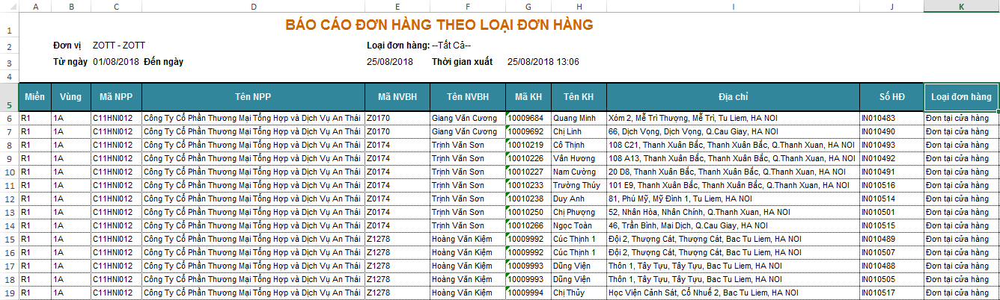 A B C D E F G H I J K
1 BÁO CÁO ĐƠN HÀNG THEO LOẠI ĐƠN HÀNG
2 Đơn vị ZOTT - ZOTT Loại đơn hàng: --Tất Cả--
3 Từ ngày 01/08/2018 Đến ngày 25/08/2018 Thời gian xuất 25/08/2018 13:06
4
5 Miền Vùng Mã NPP Tên NPP Mã NVBH Tên NVBH Mã KH Tên KH Địa chỉ Số HĐ Loại đơn hàng
6 R1 1A C11HNI012 Công Ty Cổ Phần Thương Mại Tổng Hợp và Dịch Vụ An Thái Z0170 Giang Văn Cương 10009684 Quang Minh Xóm 2, Mễ Trì Thượng, Mễ Trì, Tu Liem, HA NOI IN010483 Đơn tại cửa hàng
7 R1 1A C11HNI012 Công Ty Cổ Phần Thương Mại Tổng Hợp và Dịch Vụ An Thái Z0170 Giang Văn Cương 10009692 Chị Linh 66, Dịch Vọng, Dịch Vọng, Q.Cau Giay, HA NOI IN010490 Đơn tại cửa hàng
8 R1 1A C11HNI012 Công Ty Cổ Phần Thương Mại Tổng Hợp và Dịch Vụ An Thái Z0174 Trịnh Văn Sơn 10010219 Cô Thịnh 108 C21, Thanh Xuân Bắc, Thanh Xuân Bắc, Q.Thanh Xuan, HA NOI IN010493 Đơn tại cửa hàng
9 R1 1A C11HNI012 Công Ty Cổ Phần Thương Mại Tổng Hợp và Dịch Vụ An Thái Z0174 Trịnh Văn Sơn 10010226 Vân Hương 108 A13, Thanh Xuân Bắc, Thanh Xuân Bắc, Q.Thanh Xuan, HA NOI IN010492 Đơn tại cửa hàng
10 R1 1A C11HNI012 Công Ty Cổ Phần Thương Mại Tổng Hợp và Dịch Vụ An Thái Z0174 Trịnh Văn Sơn 10010227 Nam Cường 20 D8, Thanh Xuân Bắc, Thanh Xuân Bắc, Q.Thanh Xuan, HA NOI IN010491 Đơn tại cửa hàng
11 R1 1A C11HNI012 Công Ty Cổ Phần Thương Mại Tổng Hợp và Dịch Vụ An Thái Z0174 Trịnh Văn Sơn 10010233 Trường Thúy 101 E9, Thanh Xuân Bắc, Thanh Xuân Bắc, Q.Thanh Xuan, HA NOI IN010516 Đơn tại cửa hàng
12 R1 1A C11HNI012 Công Ty Cổ Phần Thương Mại Tổng Hợp và Dịch Vụ An Thái Z0174 Trịnh Văn Sơn 10010238 Duy Anh 81, Phú Mỹ, Mỹ Đình 1, Tu Liem, HA NOI IN010514 Đơn tại cửa hàng
13 R1 1A C11HNI012 Công Ty Cổ Phần Thương Mại Tổng Hợp và Dịch Vụ An Thái Z0174 Trịnh Văn Sơn 10010250 Chị Phương 52, Nhân Hòa, Nhân Chính, Q.Thanh Xuan, HA NOI IN010501 Đơn tại cửa hàng
14 R1 1A C11HNI012 Công Ty Cổ Phần Thương Mại Tổng Hợp và Dịch Vụ An Thái Z0174 Trịnh Văn Sơn 10010266 Ngọc Toàn 46, Trần Bình, Mai Dịch, Q.Cau Giay, HA NOI IN010515 Đơn tại cửa hàng
15 R1 1A C11HNI012 Công Ty Cổ Phần Thương Mại Tổng Hợp và Dịch Vụ An Thái Z1278 Hoàng Văn Kiệm 10009992 Cúc Thịnh 1 Đội 2, Thượng Cát, Thượng Cát, Bac Tu Liem, HA NOI IN010489 Đơn tại cửa hàng
16 R1 1A C11HNI012 Công Ty Cổ Phần Thương Mại Tổng Hợp và Dịch Vụ An Thái Z1278 Hoàng Văn Kiệm 10009992 Cúc Thịnh 1 Đội 2, Thượng Cát, Thượng Cát, Bac Tu Liem, HA NOI IN010507 Đơn tại cửa hàng
17 R1 1A C11HNI012 Công Ty Cổ Phần Thương Mại Tổng Hợp và Dịch Vụ An Thái Z1278 Hoàng Văn Kiệm 10009993 Dũng Viện Thôn 1, Tây Tựu, Tây Tựu, Bac Tu Liem, HA NOI IN010488 Đơn tại cửa hàng
18 R1 1A C11HNI012 Công Ty Cổ Phần Thương Mại Tổng Hợp và Dịch Vụ An Thái Z1278 Hoàng Văn Kiệm 10009993 Dũng Viện Thôn 1, Tây Tựu, Tây Tựu, Bac Tu Liem, HA NOI IN010505 Đơn tại cửa hàng
19 R1 1A C11HNI012 Công Ty Cổ Phần Thương Mại Tổng Hợp và Dịch Vụ An Thái Z1278 Hoàng Văn Kiệm 10009994 Chị Thủy Học Viện Cảnh Sát, Cổ Nhuế 2, Bac Tu Liem, HA NOI IN010517 Đơn tại cửa hàng